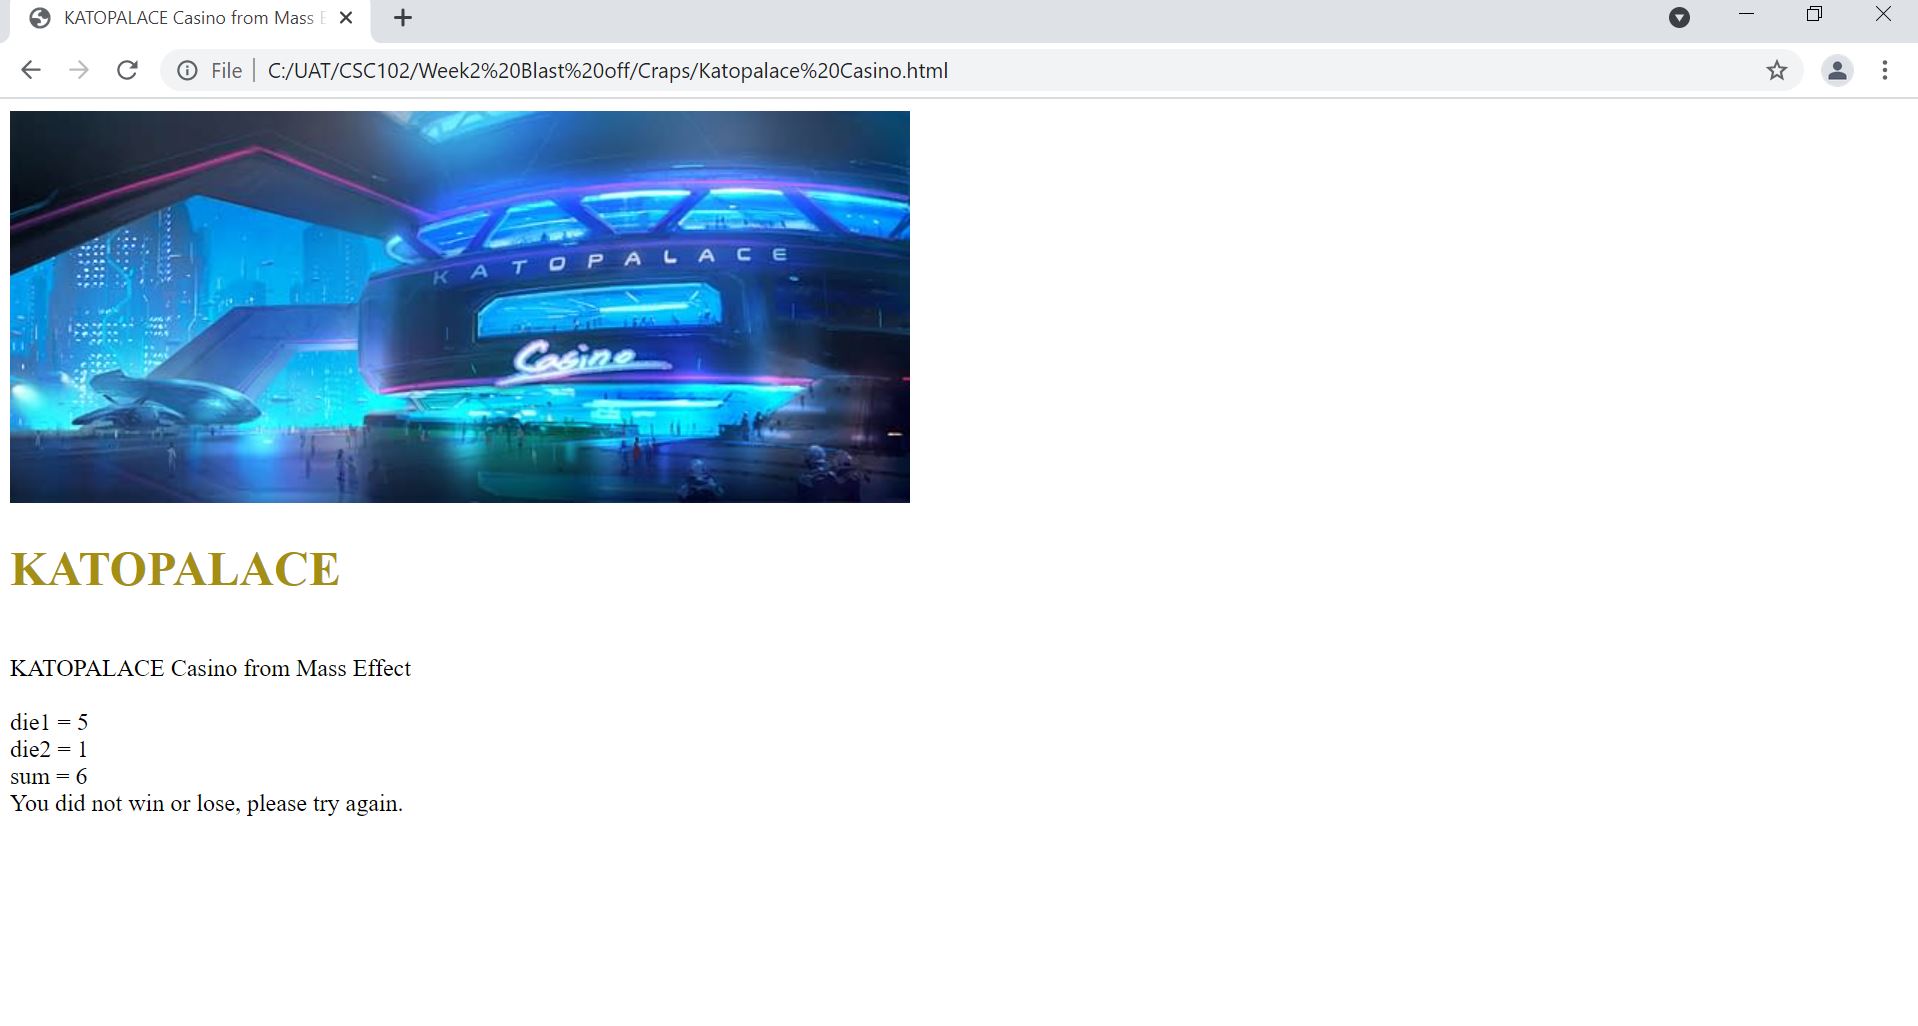 KATOPALACE Casino from Mass E
File
C:/UAT/CSC102/Week2%20Blast%20off/Craps/Katopalace%20Casino.html
KATOPALACE
Casino
KATOPALACE
KATOPALACE Casino from Mass Effect
die1 = 5
die2 = 1
sum = 6
You did not win or lose, please try again.